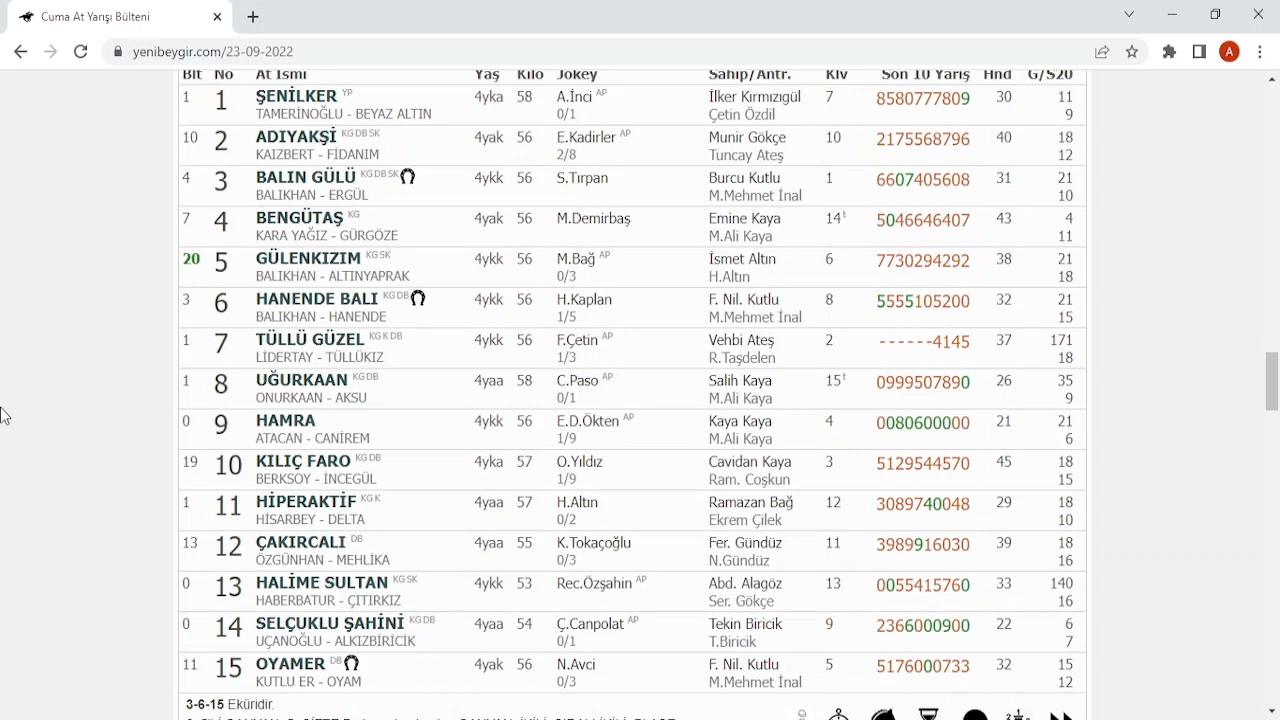 Cuma At Yarışı Bülteni
yenibeygir.com/23-09-2022
A
Blt No At İsmi Yaş Kilo Jokey Sahip/Antr. Klv Son 10 Yarış Hnd G/S20
1 1 ŞENİLKER YP 4yka 58 A.İnci AP İlker Kırmızıgül 7 8580777809 30 11
TAMERİNOĞLU - BEYAZ ALTIN 0/1 Çetin Özdil 9
10 2 ADIYAKŞİ KG DB SK 4yak 56 E.Kadirler AP Munir Gökçe 10 2175568796 40 18
KAIZBERT - FİDANIM 2/8 Tuncay Ateş 12
4 3 BALIN GÜLÜ KG DB SK 4ykk 56 S.Tırpan Burcu Kutlu 1 6607405608 31 21
BALIKHAN - ERGÜL M.Mehmet İnal 10
7 4 BENGÜTAŞ KG 4yak 56 M.Demirbaş Emine Kaya 14t 5046646407 43 4
KARA YAĞIZ - GÜRGÖZE M.Ali Kaya 11
20 5 GÜLENKIZIM KG SK 4ykk 56 M.Bağ AP İsmet Altın 6 7730294292 38 21
BALIKHAN - ALTINYAPRAK 0/3 H.Altın 18
3 6 HANENDE BALI KG DB 4ykk 56 H.Kaplan F. Nil. Kutlu 8 5555105200 32 21
BALIKHAN - HANENDE 1/5 M.Mehmet İnal 15
1 7 TÜLLÜ GÜZEL KG K DB 4ykk 56 F.Çetin AP Vehbi Ateş 2 ------4145 37 171
LİDERTAY - TÜLLÜKIZ 1/3 R.Taşdelen 18
1 8 UĞURKAAN KG DB 4yaa 58 C.Paso AP Salih Kaya 15t 0999507890 26 35
ONURKAAN - AKSU 0/1 M.Ali Kaya 9
0 9 HAMRA 4ykk 56 E.D.Ökten AP Kaya Kaya 4 0080600000 21 21
ATACAN - CANİREM 1/9 M.Ali Kaya 6
19 10 KILIÇ FARO KG DB 4yka 57 O.Yıldız Cavidan Kaya 3 5129544570 45 18
BERKSOY - İNCEGÜL 1/9 Ram. Coşkun 15
1 11 HİPERAKTİF KG K 4yaa 57 H.Altın Ramazan Bağ 12 3089740048 29 18
HİSARBEY - DELTA 0/2 Ekrem Çilek 10
13 12 ÇAKIRCALI DB 4yaa 55 K.Tokaçoğlu Fer. Gündüz 11 3989916030 39 18
ÖZGÜNHAN - MEHLİKA 0/3 N.Gündüz 16
0 13 HALİME SULTAN KG SK 4ykk 53 Rec.Özşahin AP Abd. Alagöz 13 0055415760 33 140
HABERBATUR - ÇITIRKIZ Ser. Gökçe 16
0 14 SELÇUKLU ŞAHİNİ KG DB 4yaa 54 Ç.Canpolat AP Tekin Biricik 9 2366000900 22 6
UÇANOĞLU - ALKIZBİRİCİK 0/1 T.Biricik 7
11 15 OYAMER DB 4yak 56 N.Avci F. Nil. Kutlu 5 5176000733 32 15
KUTLU ER - OYAM 0/3 M.Mehmet İnal 12
3-6-15 Eküridir.